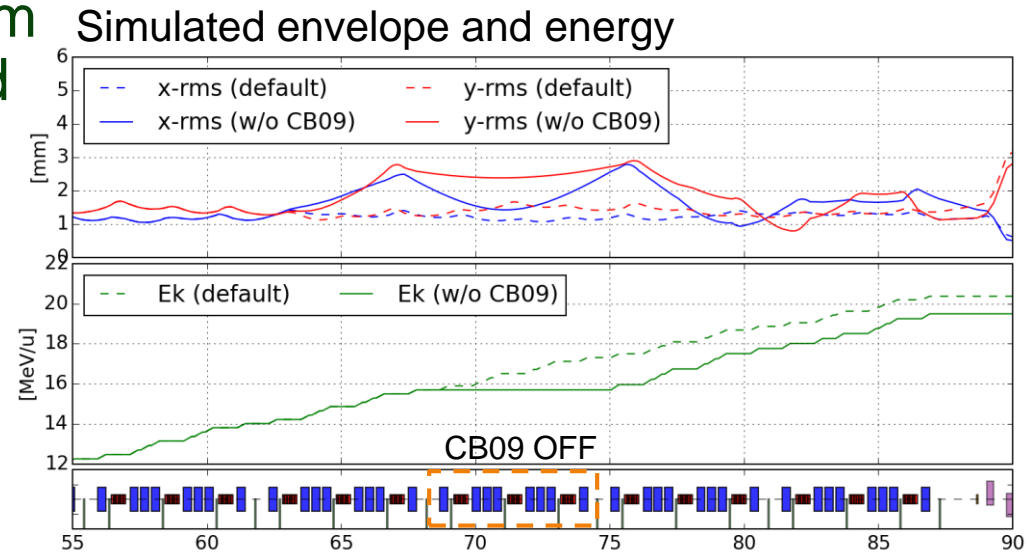 m
d
Simulated envelope and energy
6
5
4
3
2
1
0
[mm]
x-rms (default)
y-rms (default)
x-rms (w/o CB09)
y-rms (w/o CB09)
22
20
18
16
14
12
[MeV/u]
Ek (default)
Ek (w/o CB09)
CB09 OFF
55 60 65 70 75 80 85 90